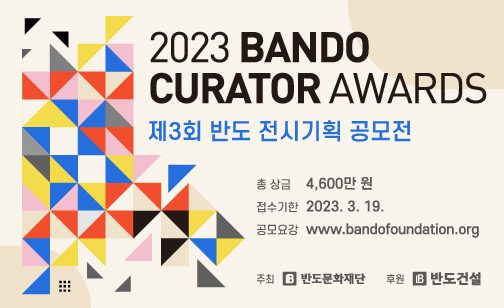 2023 BANDO
CURATOR AWARDS
제3회 반도 전시기획 공모전
총 상금 4,600만 원
접수기한 2023. 3. 19.
공모요강 www.bandofoundation.org
주최 반도문화재단 후원 반도건설